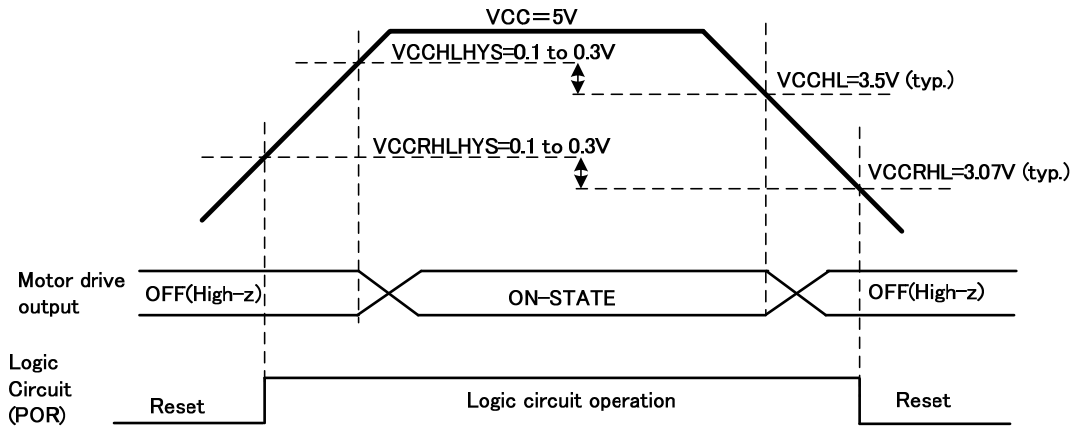 VCC=5V
VCCHLHYS=0.1 to 0.3V
VCCHL=3.5V (typ.)
VCCRHLHYS=0.1 to 0.3V
VCCRHL=3.07V (typ.)
Motor drive
output
OFF(High-z)
ON-STATE
OFF(High-z)
Logic
Circuit
(POR)
Reset
Logic circuit operation
Reset